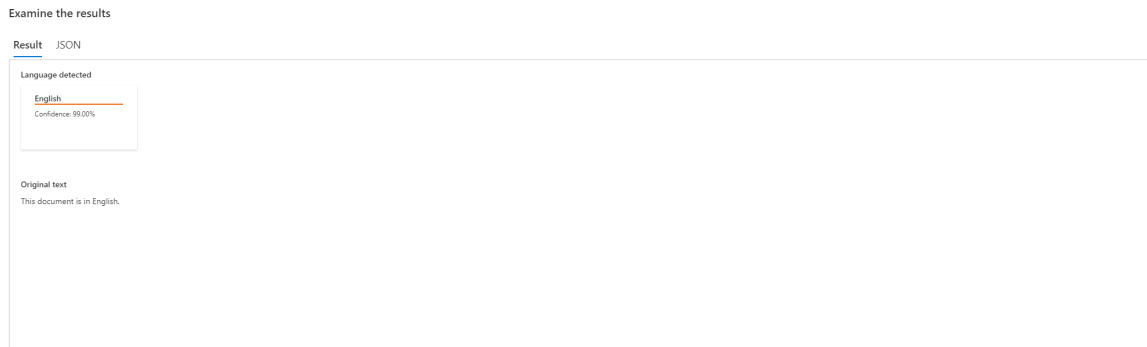 Examine the results
Result JSON
Language detected
English
Confidence: 99.00%
Original text
This document is in English.